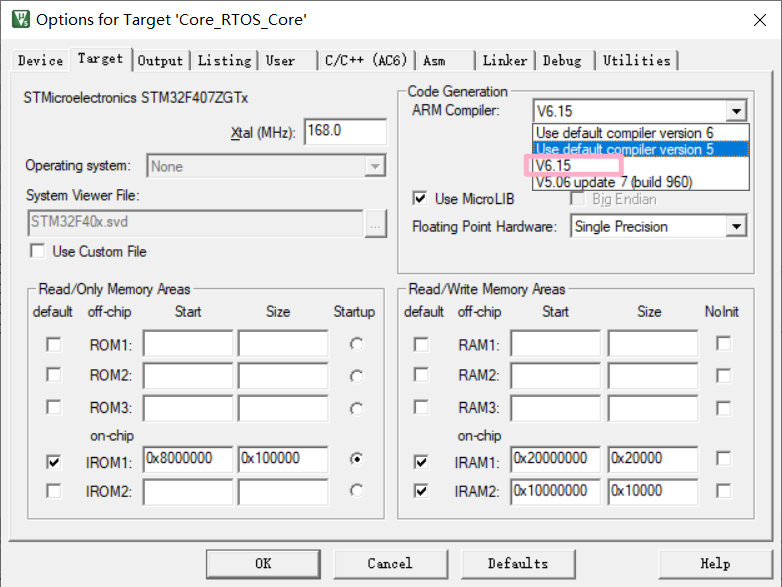 Options for Target 'Core_RTOS_Core'
Device Target Output Listing User C/C++ (AC6) Asm Linker Debug Utilities
STMicroelectronics STM32F407ZGTx
Xtal (MHz): 168.0
Operating system: None
System Viewer File:
STM32F40x.svd ...
Use Custom File
Code Generation
ARM Compiler: V6.15
Use default compiler version 6
Use default compiler version 5
V6.15
V5.06 update 7 (build 960)
Use MicroLIB Big Endian
Floating Point Hardware: Single Precision
Read/Only Memory Areas
default off-chip Start Size Startup
ROM1:
ROM2:
ROM3:
on-chip
IROM1: 0x8000000 0x100000
IROM2:
Read/Write Memory Areas
default off-chip Start Size NoInit
RAM1:
RAM2:
RAM3:
on-chip
IRAM1: 0x20000000 0x20000
IRAM2: 0x10000000 0x10000
OK Cancel Defaults Help